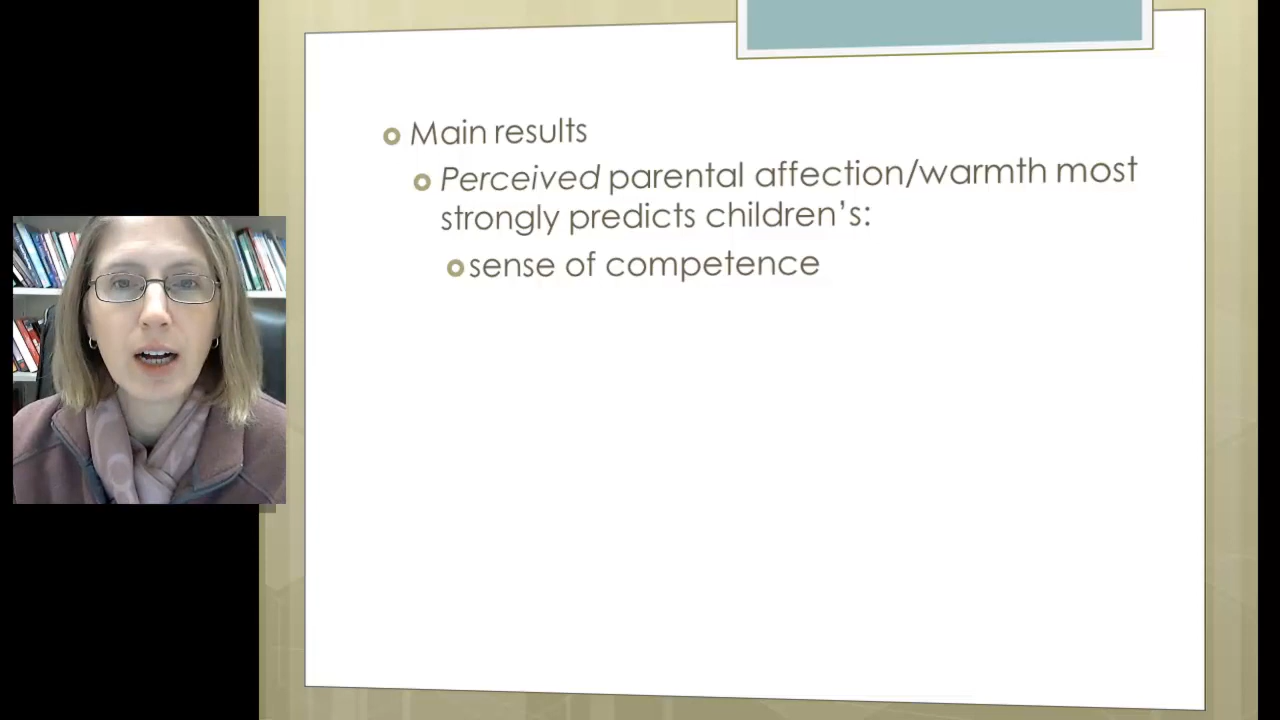 Main results
Perceived parental affection/warmth most
strongly predicts children's:
sense of competence